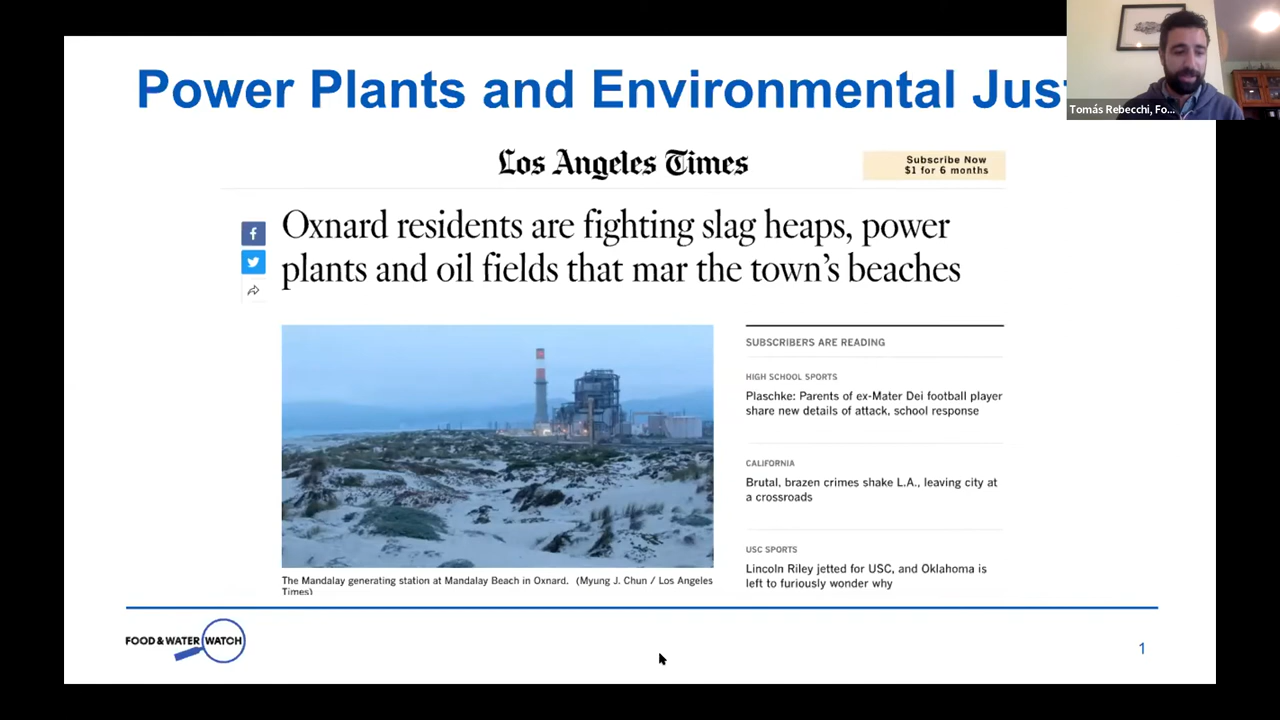 Power Plants and Environmental Jus
Tomás Rebecchi, Fo...
Los Angeles Times
Subscribe Now
$1 for 6 months
Oxnard residents are fighting slag heaps, power
plants and oil fields that mar the town's beaches
SUBSCRIBERS ARE READING
HIGH SCHOOL SPORTS
Plaschke: Parents of ex-Mater Dei football player
share new details of attack, school response
CALIFORNIA
Brutal, brazen crimes shake L.A., leaving city at
a crossroads
USC SPORTS
Lincoln Riley jetted for USC, and Oklahoma is
left to furiously wonder why
The Mandalay generating station at Mandalay Beach in Oxnard. (Myung J. Chun / Los Angeles
Times)
FOOD & WATER WATCH
1